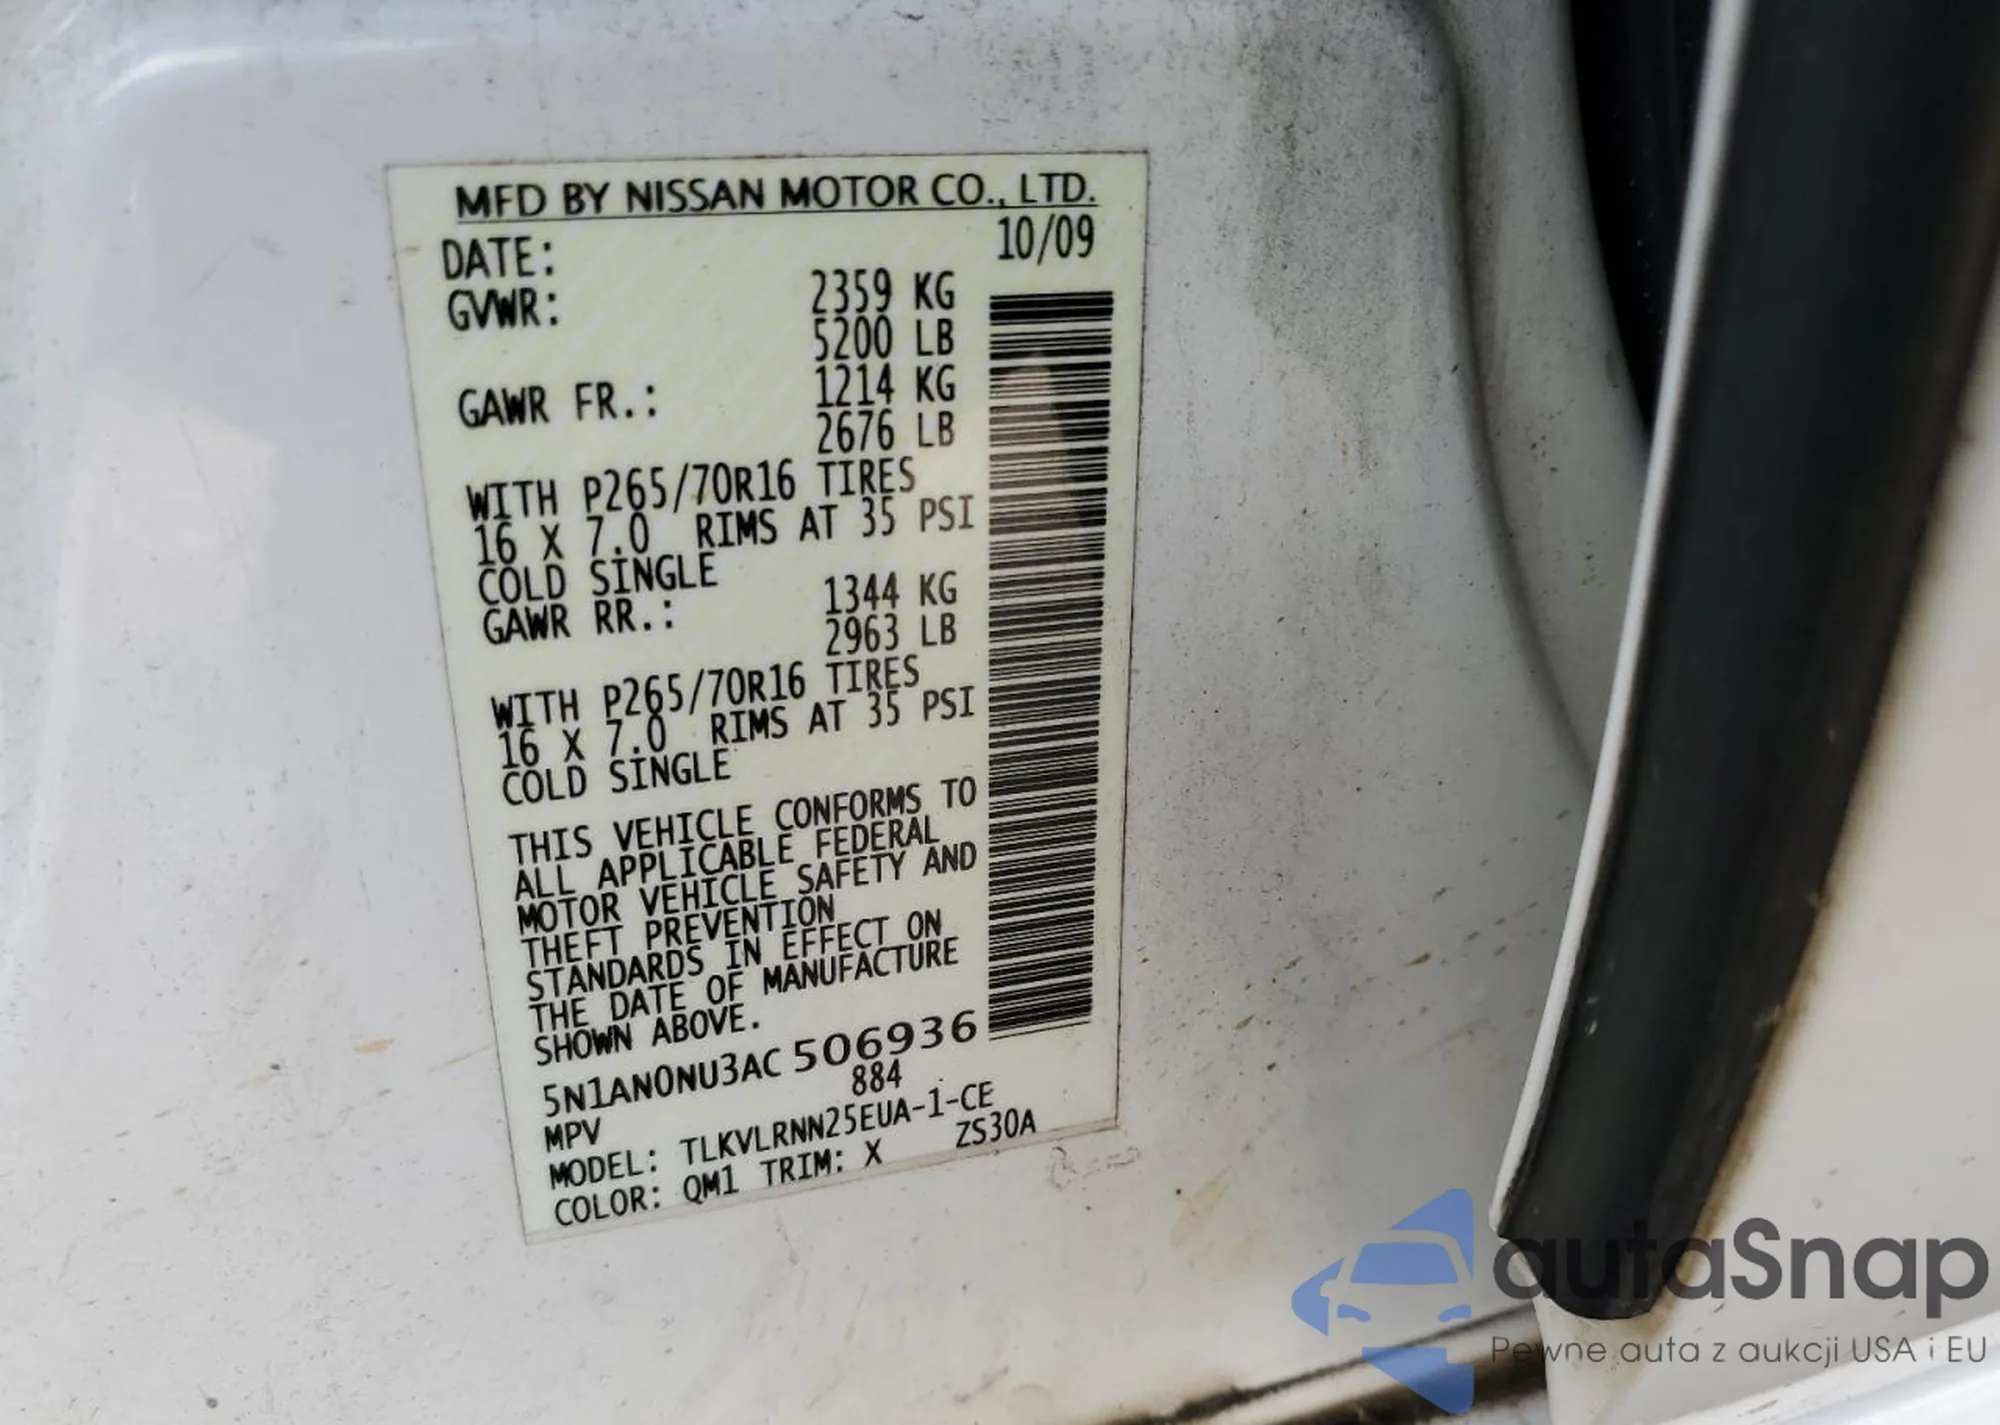 MFD BY NISSAN MOTOR CO., LTD.
DATE: 10/09
GVWR: 2359 KG
5200 LB
GAWR FR.: 1214 KG
2676 LB
WITH P265/70R16 TIRES
16 X 7.0 RIMS AT 35 PSI
COLD SINGLE
GAWR RR.: 1344 KG
2963 LB
WITH P265/70R16 TIRES
16 X 7.0 RIMS AT 35 PSI
COLD SINGLE
THIS VEHICLE CONFORMS TO
ALL APPLICABLE FEDERAL
MOTOR VEHICLE SAFETY AND
THEFT PREVENTION
STANDARDS IN EFFECT ON
THE DATE OF MANUFACTURE
SHOWN ABOVE.
5N1AN0NU3AC 506936
MPV 884
MODEL: TLKVLRNN25EUA-1-CE
COLOR: QM1 TRIM: X ZS30A
autaSnap
Pewne auta z aukcji USA i EU